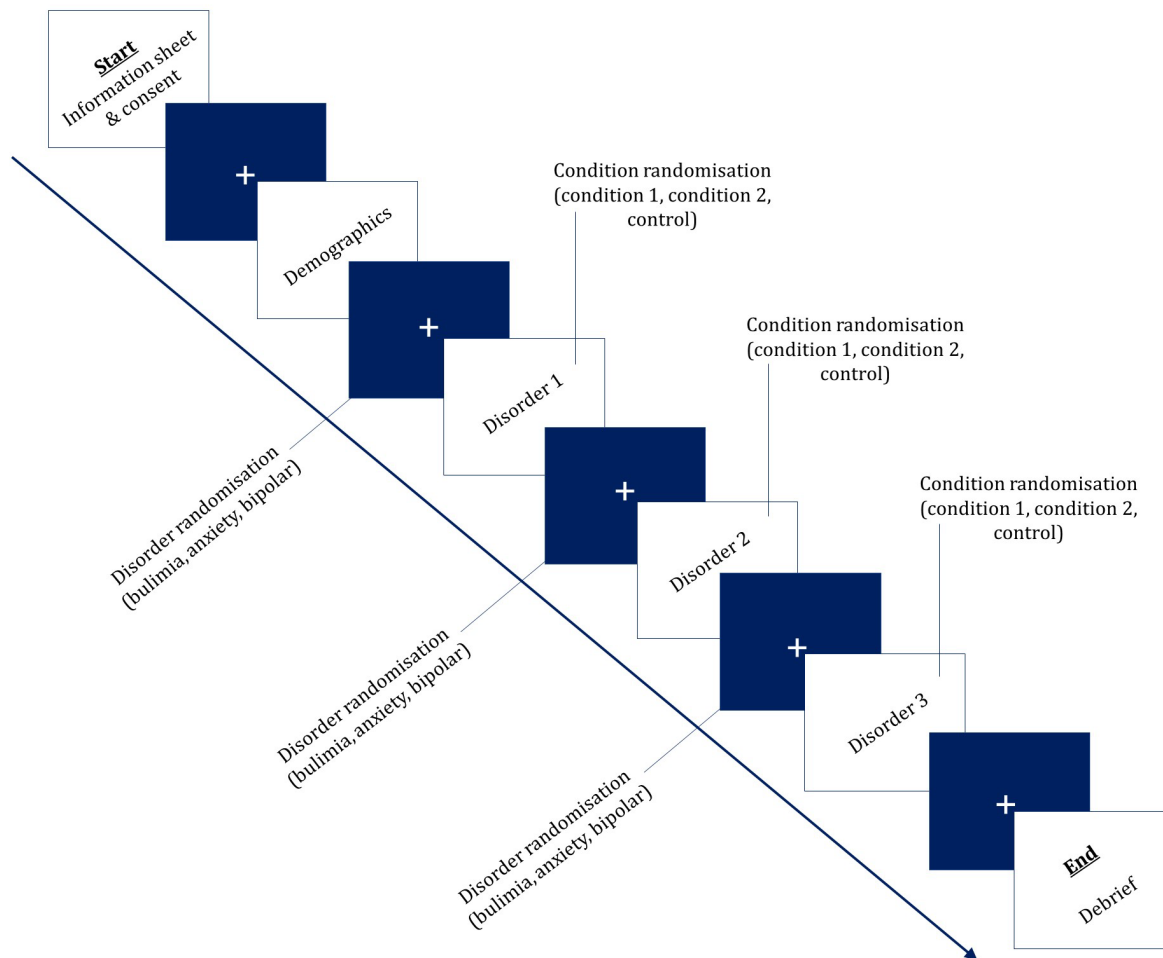 Start
Information sheet
& consent
Demographics
Condition randomisation
(condition 1, condition 2,
control)
Disorder randomisation
(bulimia, anxiety, bipolar)
Disorder 1
Condition randomisation
(condition 1, condition 2,
control)
Disorder randomisation
(bulimia, anxiety, bipolar)
Disorder 2
Condition randomisation
(condition 1, condition 2,
control)
Disorder randomisation
(bulimia, anxiety, bipolar)
Disorder 3
End
Debrief